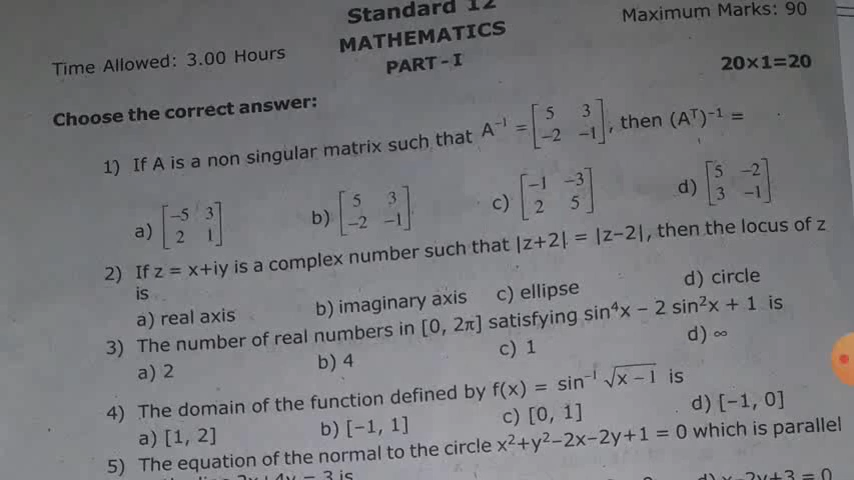 Standard 12
Maximum Marks: 90
MATHEMATICS
Time Allowed: 3.00 Hours
PART - I
20×1=20
Choose the correct answer:
1) If A is a non singular matrix such that A⁻¹ = [5 3; -2 -1], then (Aᵀ)⁻¹ =
a) [-5 3; 2 1] b) [5 3; -2 -1] c) [-1 -3; 2 5] d) [5 -2; 3 -1]
2) If z = x+iy is a complex number such that |z+2| = |z-2|, then the locus of z
is
a) real axis b) imaginary axis c) ellipse d) circle
3) The number of real numbers in [0, 2π] satisfying sin⁴x - 2 sin²x + 1 is
a) 2 b) 4 c) 1 d) ∞
4) The domain of the function defined by f(x) = sin⁻¹ √(x-1) is
a) [1, 2] b) [-1, 1] c) [0, 1] d) [-1, 0]
5) The equation of the normal to the circle x²+y²-2x-2y+1 = 0 which is parallel